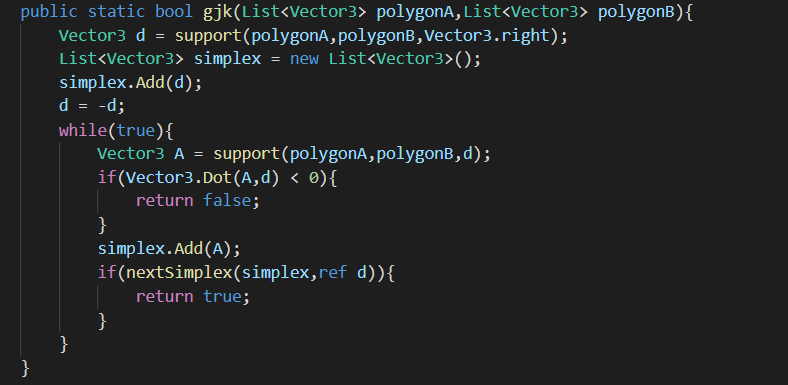 public static bool gjk(List<Vector3> polygonA,List<Vector3> polygonB){
    Vector3 d = support(polygonA,polygonB,Vector3.right);
    List<Vector3> simplex = new List<Vector3>();
    simplex.Add(d);
    d = -d;
    while(true){
        Vector3 A = support(polygonA,polygonB,d);
        if(Vector3.Dot(A,d) < 0){
            return false;
        }
        simplex.Add(A);
        if(nextSimplex(simplex,ref d)){
            return true;
        }
    }
}